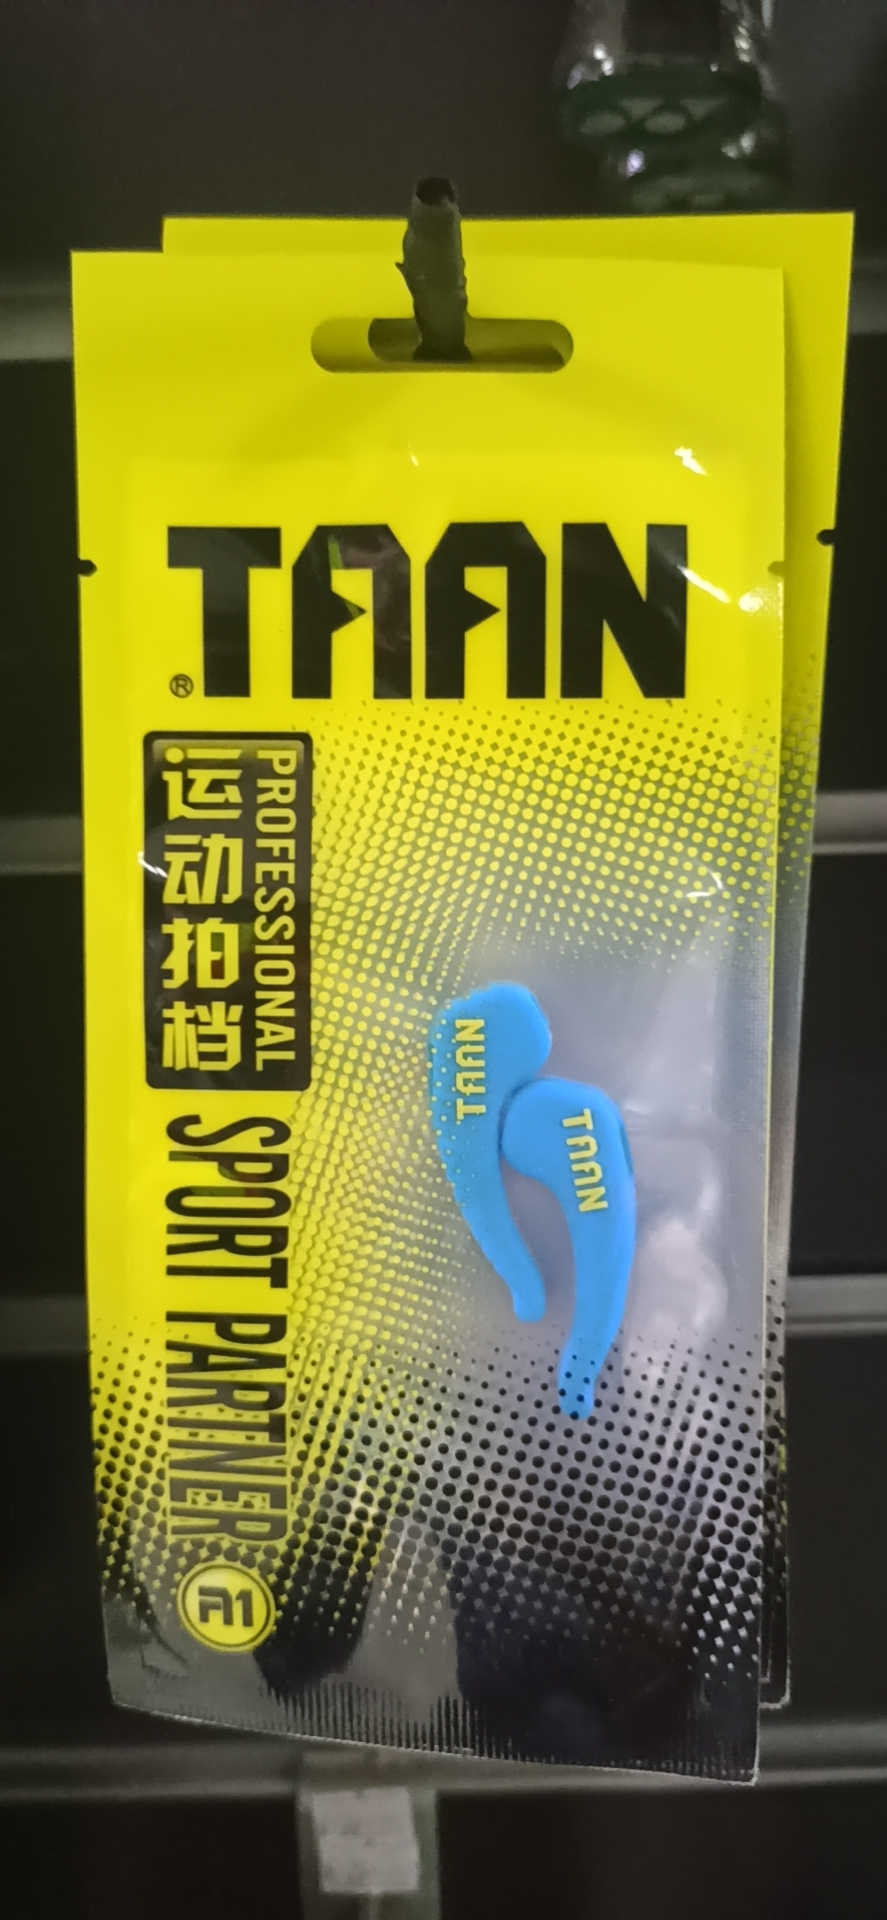 TAAN
®
PROFESSIONAL
运动拍档
SPORT PARTNER
A1
TAAN
TAAN